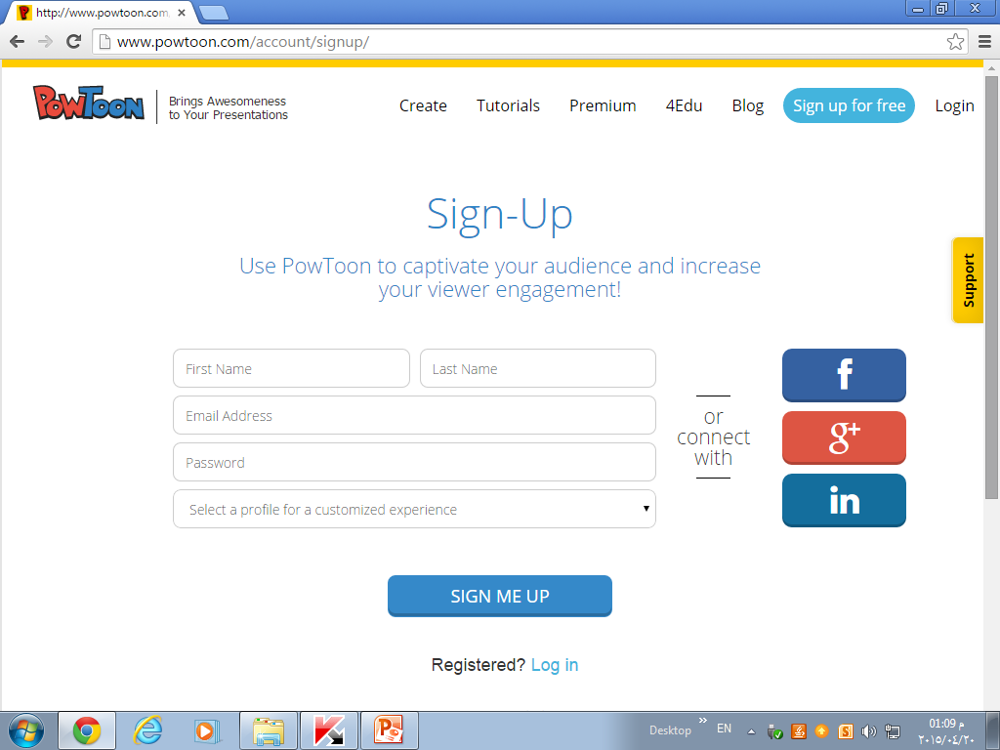 http://www.powtoon.com
www.powtoon.com/account/signup/
PowToon
Brings Awesomeness
to Your Presentations
Create
Tutorials
Premium
4Edu
Blog
Sign up for free
Login
Sign-Up
Use PowToon to captivate your audience and increase
your viewer engagement!
Support
First Name
Last Name
Email Address
Password
Select a profile for a customized experience
or
connect
with
f
g+
in
SIGN ME UP
Registered? Log in
Desktop
EN
01:09 م
٢٠١٥/٠٤/٢٠